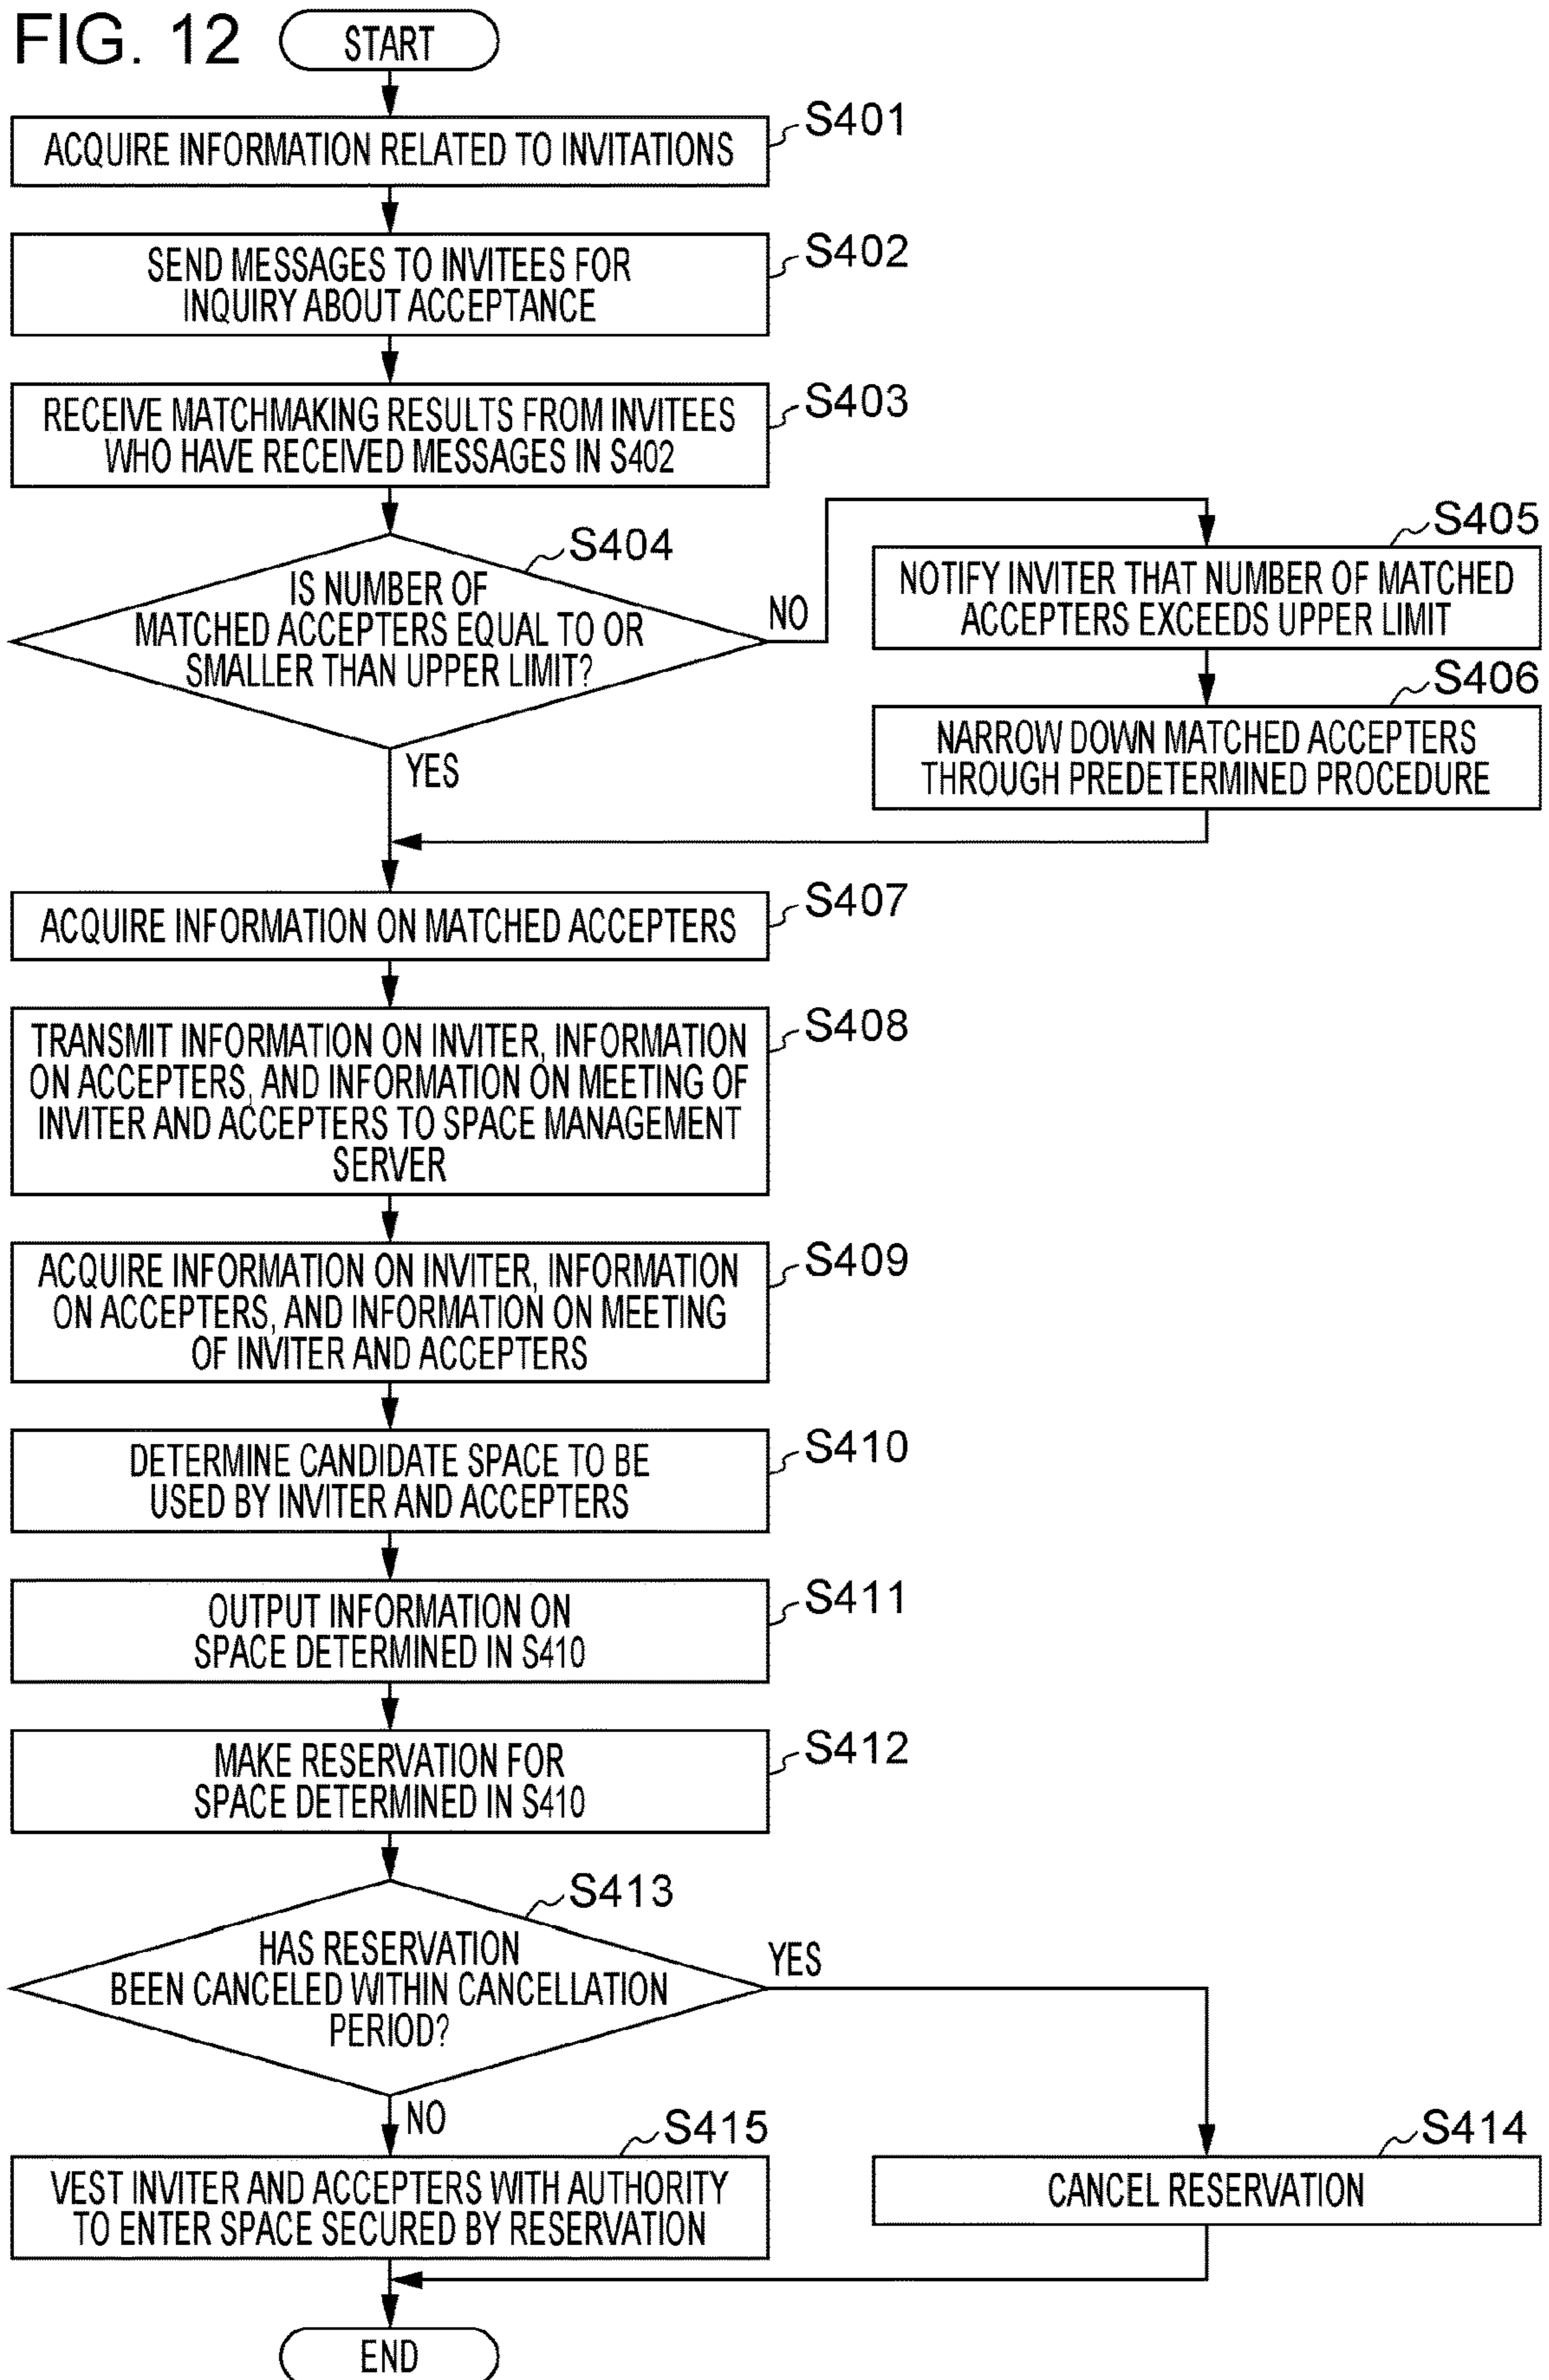 FIG. 12
START
S401
ACQUIRE INFORMATION RELATED TO INVITATIONS
S402
SEND MESSAGES TO INVITEES FOR
INQUIRY ABOUT ACCEPTANCE
S403
RECEIVE MATCHMAKING RESULTS FROM INVITEES
WHO HAVE RECEIVED MESSAGES IN S402
S404
IS NUMBER OF
MATCHED ACCEPTERS EQUAL TO OR
SMALLER THAN UPPER LIMIT?
NO
YES
S405
NOTIFY INVITER THAT NUMBER OF MATCHED
ACCEPTERS EXCEEDS UPPER LIMIT
S406
NARROW DOWN MATCHED ACCEPTERS
THROUGH PREDETERMINED PROCEDURE
S407
ACQUIRE INFORMATION ON MATCHED ACCEPTERS
S408
TRANSMIT INFORMATION ON INVITER, INFORMATION
ON ACCEPTERS, AND INFORMATION ON MEETING OF
INVITER AND ACCEPTERS TO SPACE MANAGEMENT
SERVER
S409
ACQUIRE INFORMATION ON INVITER, INFORMATION
ON ACCEPTERS, AND INFORMATION ON MEETING
OF INVITER AND ACCEPTERS
S410
DETERMINE CANDIDATE SPACE TO BE
USED BY INVITER AND ACCEPTERS
S411
OUTPUT INFORMATION ON
SPACE DETERMINED IN S410
S412
MAKE RESERVATION FOR
SPACE DETERMINED IN S410
S413
HAS RESERVATION
BEEN CANCELED WITHIN CANCELLATION
PERIOD?
YES
NO
S415
VEST INVITER AND ACCEPTERS WITH AUTHORITY
TO ENTER SPACE SECURED BY RESERVATION
S414
CANCEL RESERVATION
END